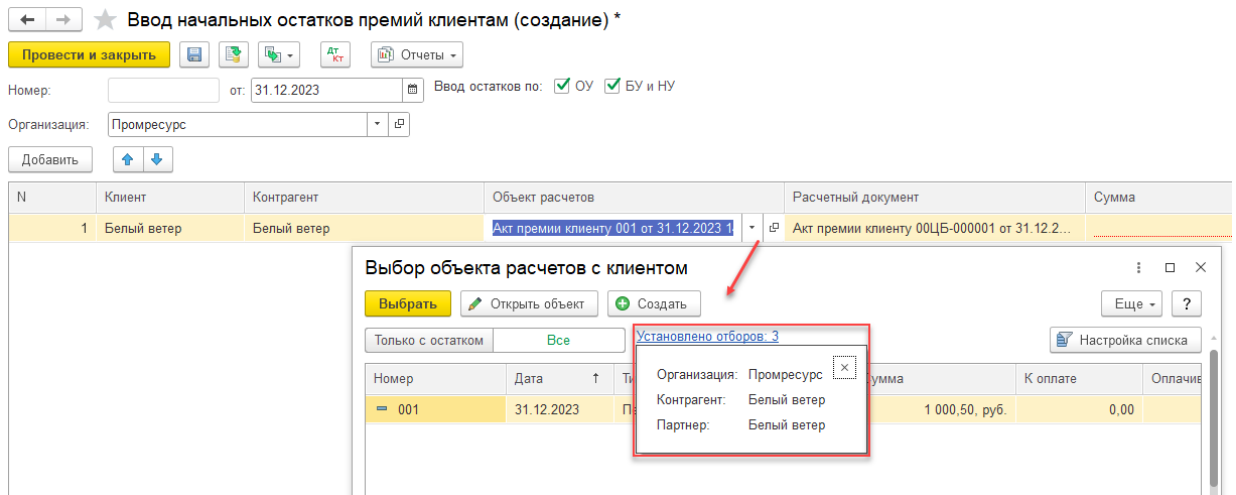 Ввод начальных остатков премий клиентам (создание) *
Провести и закрыть Дт Кт Отчеты
Номер: от: 31.12.2023 Ввод остатков по: ОУ БУ и НУ
Организация: Промресурс
Добавить
N Клиент Контрагент Объект расчетов Расчетный документ Сумма
1 Белый ветер Белый ветер Акт премии клиенту 001 от 31.12.2023 Акт премии клиенту 00ЦБ-000001 от 31.12.2...
Выбор объекта расчетов с клиентом
Выбрать Открыть объект Создать Еще ?
Только с остатком Все Установлено отборов: 3 Настройка списка
Номер Дата ↑ К оплате
001 31.12.2023 1 000,50, руб. 0,00
Организация: Промресурс
Контрагент: Белый ветер
Партнер: Белый ветер